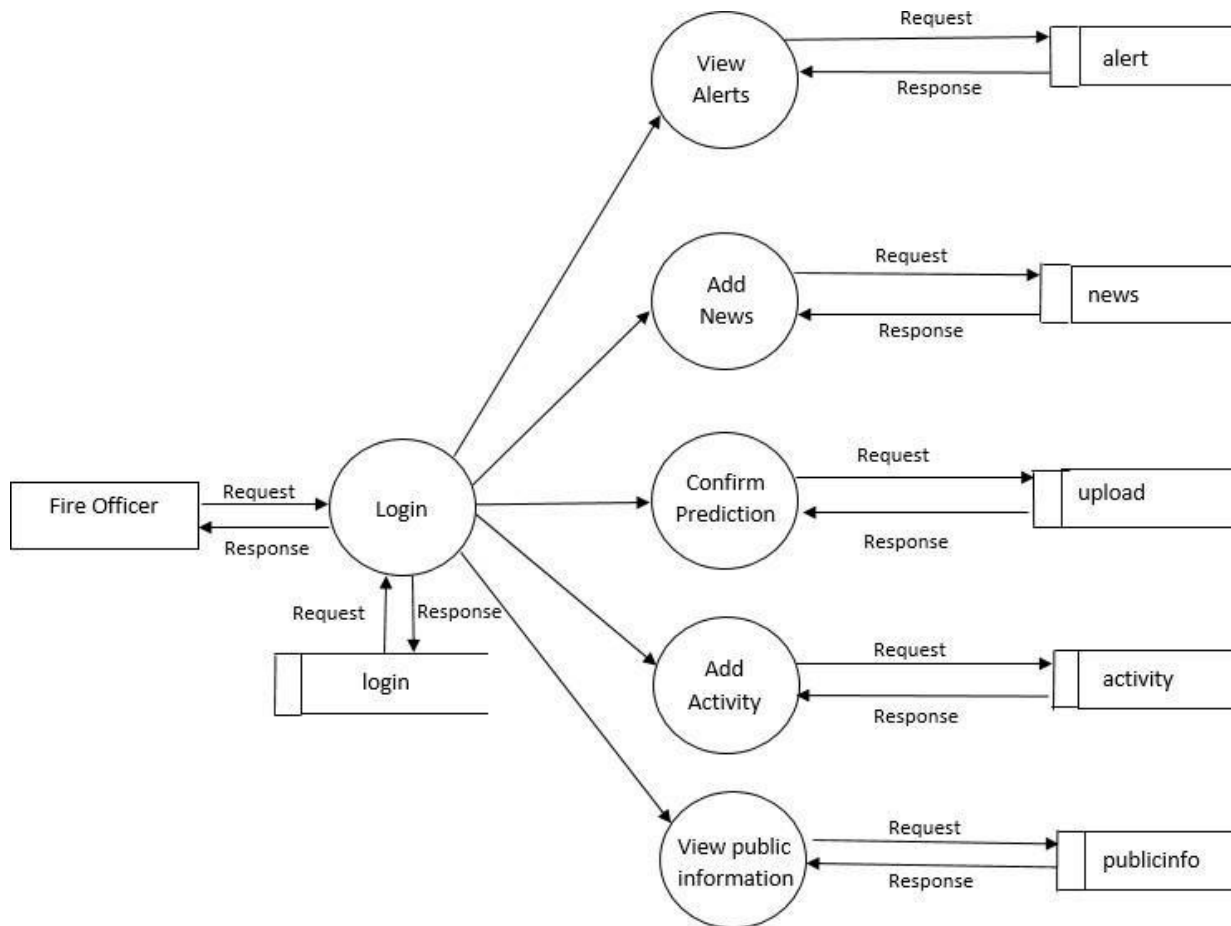 Request
alert
Response
View
Alerts
Request
news
Response
Add
News
Request
upload
Response
Confirm
Prediction
Fire Officer
Request
Response
Login
Request
Response
login
Request
activity
Response
Add
Activity
Request
publicinfo
Response
View public
information